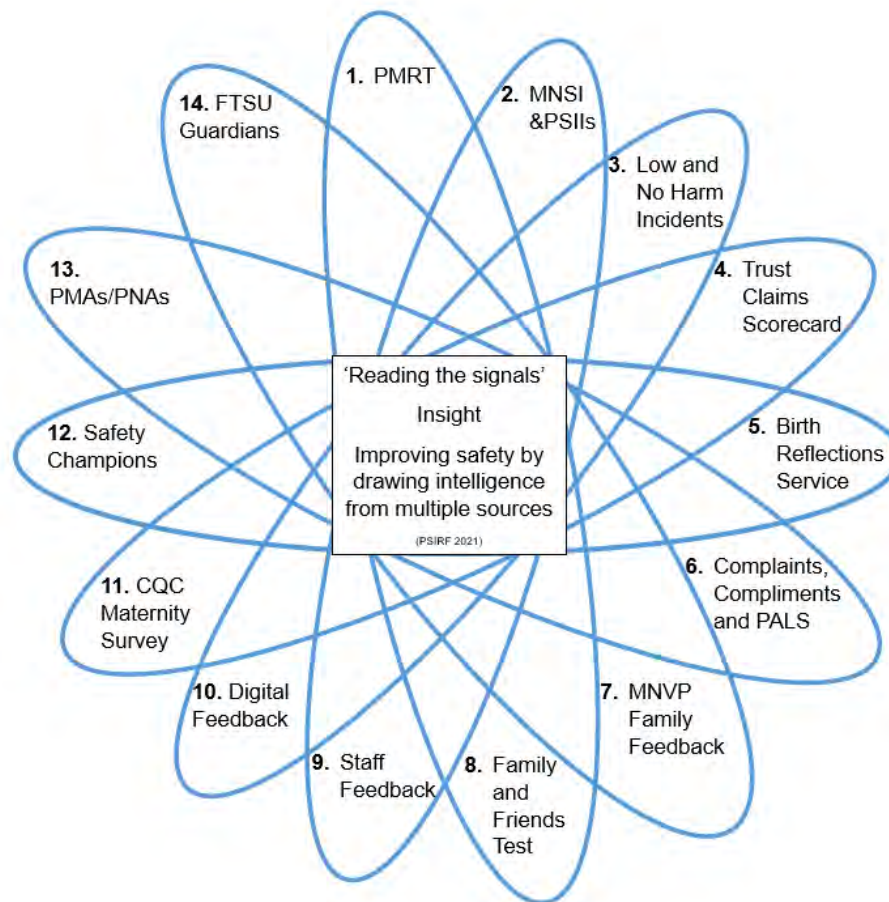 1. PMRT
2. MNSI
&PSIIs
3. Low and
No Harm
Incidents
4. Trust
Claims
Scorecard
5. Birth
Reflections
Service
6. Complaints,
Compliments
and PALS
7. MNVP
Family
Feedback
8. Family
and
Friends
Test
9. Staff
Feedback
10. Digital
Feedback
11. CQC
Maternity
Survey
12. Safety
Champions
13.
PMAs/PNAs
14. FTSU
Guardians
‘Reading the signals’
Insight
Improving safety by
drawing intelligence
from multiple sources
(PSIRF 2021)